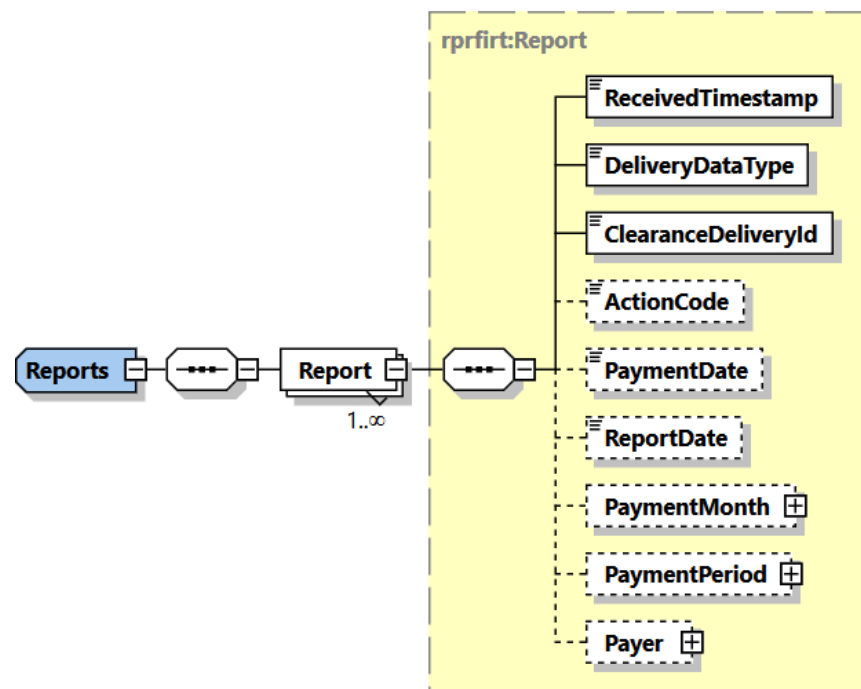 rprfirt:Report
ReceivedTimestamp
DeliveryDataType
ClearanceDeliveryId
ActionCode
Reports
Report
PaymentDate
1..∞
ReportDate
PaymentMonth
PaymentPeriod
Payer